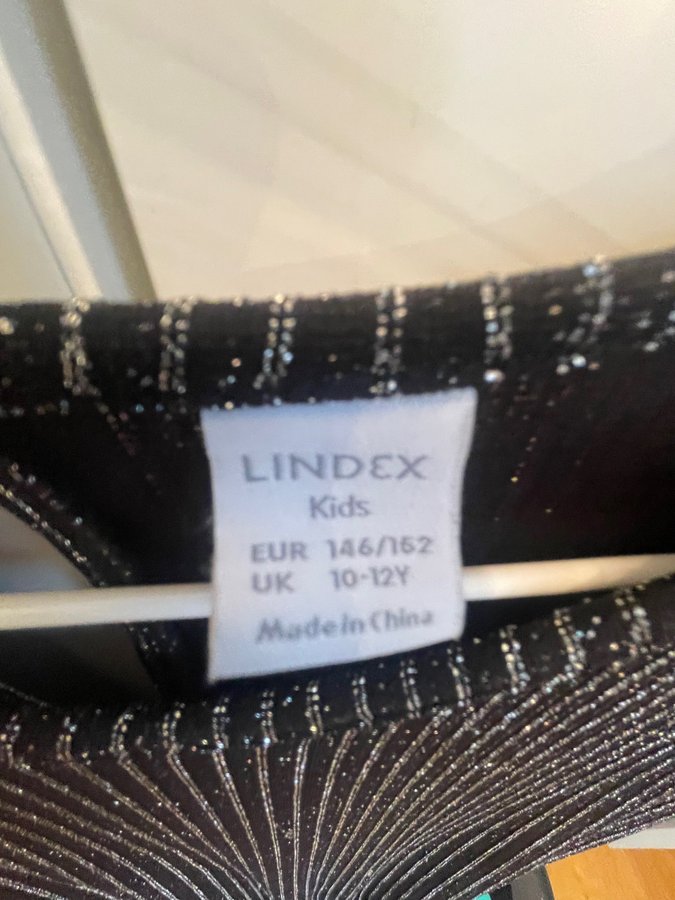 LINDEX
Kids
EUR 146/152
UK 10-12Y
Made in China